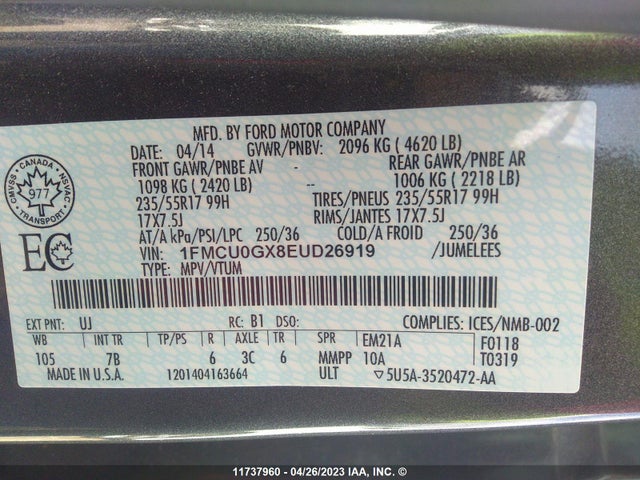 MFD. BY FORD MOTOR COMPANY
DATE: 04/14 GVWR/PNBV: 2096 KG ( 4620 LB)
FRONT GAWR/PNBE AV - REAR GAWR/PNBE AR
1098 KG ( 2420 LB) -- 1006 KG ( 2218 LB)
235/55R17 99H TIRES/PNEUS 235/55R17 99H
17X7.5J RIMS/JANTES 17X7.5J
AT/A kPa/PSI/LPC 250/36 COLD/A FROID 250/36
VIN: 1FMCU0GX8EUD26919 /JUMELEES
TYPE: MPV/VTUM
CMVSS · CANADA · NSVAC
977
TRANSPORT
EC
EXT PNT: UJ RC: B1 DSO: COMPLIES: ICES/NMB-002
WB INT TR TP/PS R AXLE TR SPR EM21A F0118
105 7B 6 3C 6 MMPP 10A T0319
MADE IN U.S.A. 1201404163664 ULT ▽5U5A-3520472-AA
11737960 - 04/26/2023 IAA, INC. ©